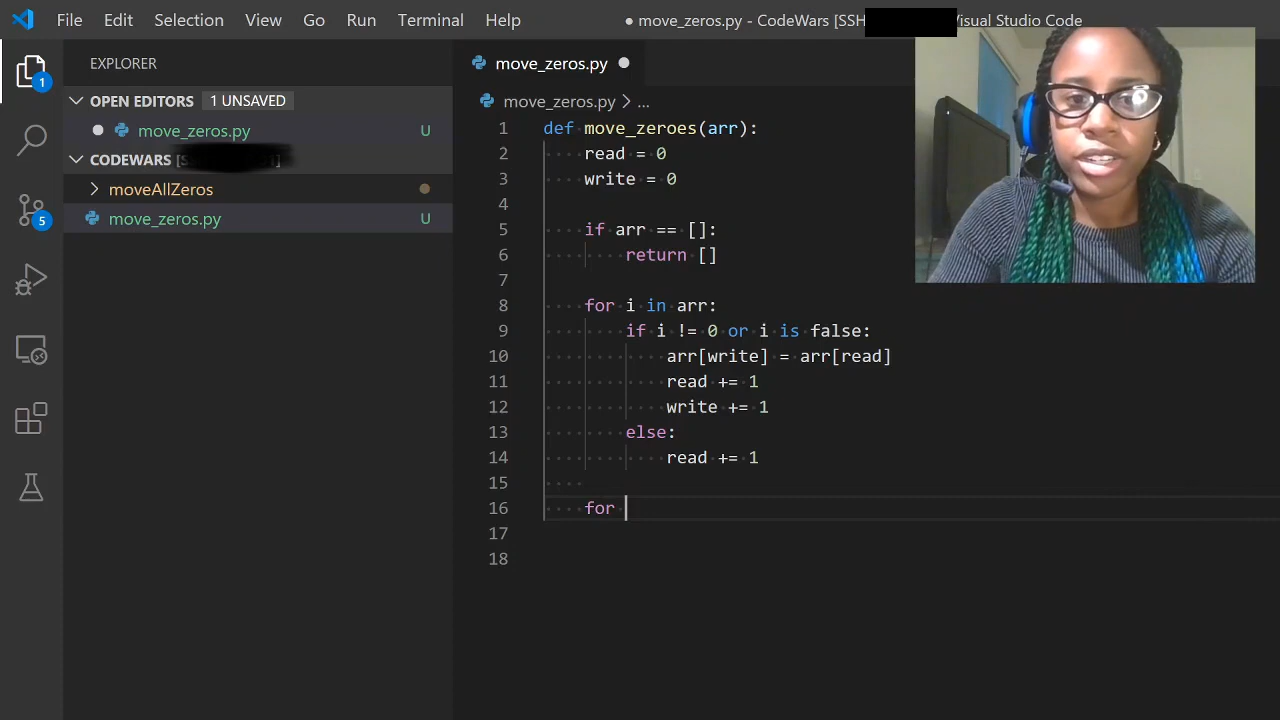 File Edit Selection View Go Run Terminal Help ● move_zeros.py - CodeWars [SSH Visual Studio Code
EXPLORER
OPEN EDITORS 1 UNSAVED
move_zeros.py U
CODEWARS [
moveAllZeros
move_zeros.py U
1
5
move_zeros.py
move_zeros.py > ...
1 def move_zeroes(arr):
2 read = 0
3 write = 0
4
5 if arr == []:
6 return []
7
8 for i in arr:
9 if i != 0 or i is false:
10 arr[write] = arr[read]
11 read += 1
12 write += 1
13 else:
14 read += 1
15
16 for
17
18